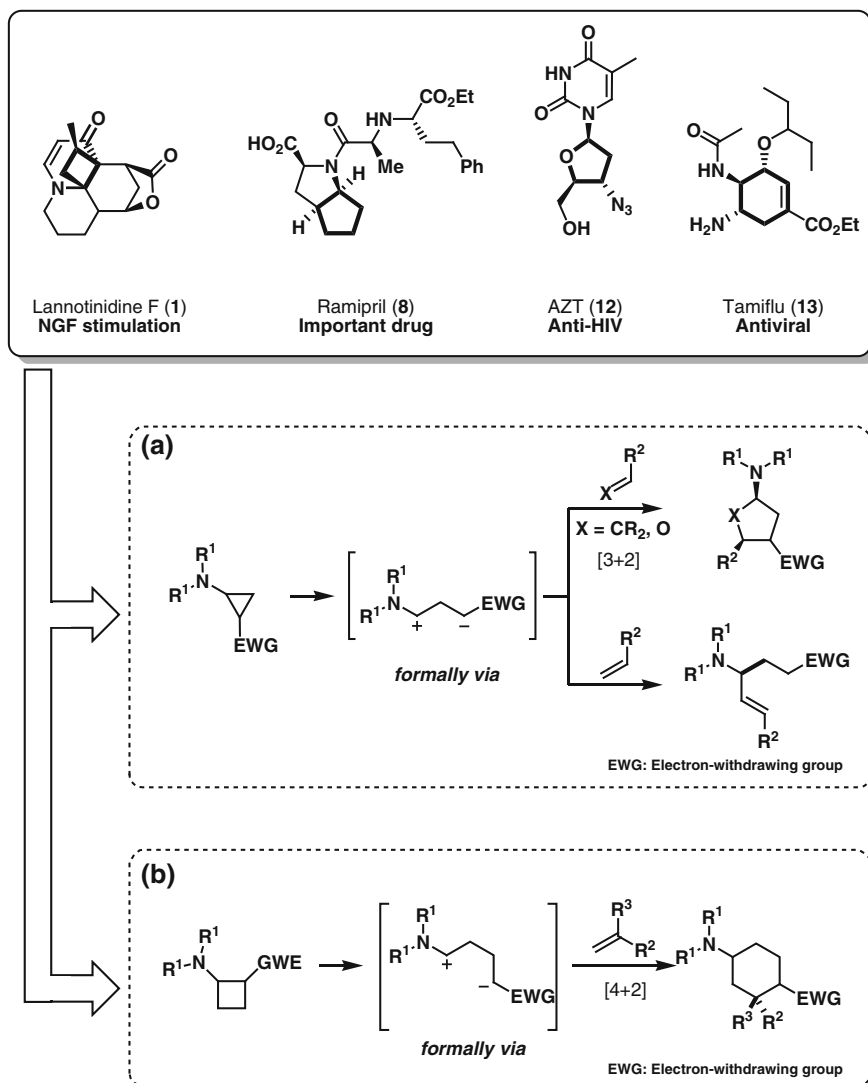 O
O
N
O
O
HO2C
O
N
H
H
HN
Me
CO2Et
Ph
O
HN
O
N
O
N3
OH
O
HN
O
H2N
CO2Et
Lannotinidine F (1)
NGF stimulation
Ramipril (8)
Important drug
AZT (12)
Anti-HIV
Tamiflu (13)
Antiviral
(a)
R1
R1 N
EWG
R1
R1 N
+
–
EWG
formally via
X
R2
X = CR2, O
[3+2]
R2
R1 N R1
X
R2
EWG
R1
R1 N
EWG
R2
EWG: Electron-withdrawing group
(b)
R1
R1 N
GWE
R1
R1 N
+
–
EWG
formally via
R3
R2
[4+2]
R1
R1 N
EWG
R3 R2
EWG: Electron-withdrawing group